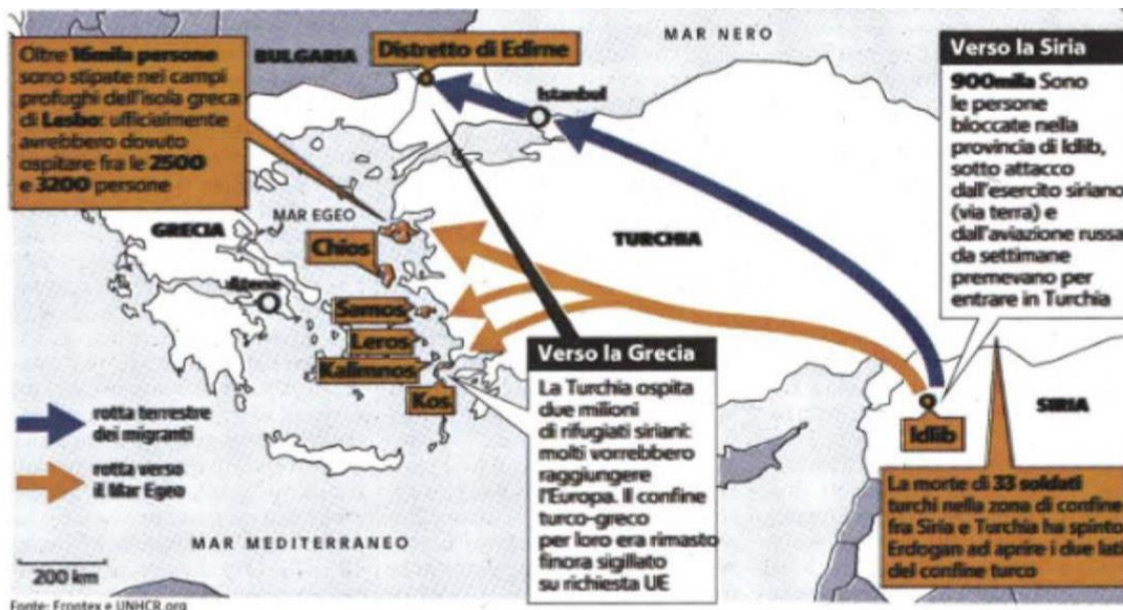 Oltre 16mila persone
sono stipate nei campi
profughi dell'isola greca
di Lesbo: ufficialmente
avrebbero dovuto
ospitare fra le 2500
e 3200 persone
BULGARIA
Distretto di Edirne
MAR NERO
Istanbul
Verso la Siria
900mila Sono
le persone
bloccate nella
provincia di Idlib,
sotto attacco
dall'esercito siriano
(via terra) e
dall'aviazione russa
da settimane
premevano per
entrare in Turchia
MAR EGEO
GRECIA
Chios
TURCHIA
Atene
Samos
Leros
Kalimnos
Kos
Verso la Grecia
La Turchia ospita
due milioni
di rifugiati siriani:
molti vorrebbero
raggiungere
l'Europa. Il confine
turco-greco
per loro era rimasto
finora sigillato
su richiesta UE
Idlib
SIRIA
La morte di 33 soldati
turchi nella zona di confine
fra Siria e Turchia ha spinto
Erdogan ad aprire i due lati
del confine turco
rotta terrestre
dei migranti
rotta verso
il Mar Egeo
MAR MEDITERRANEO
200 km
Fonte: Frontex e UNHCR.org